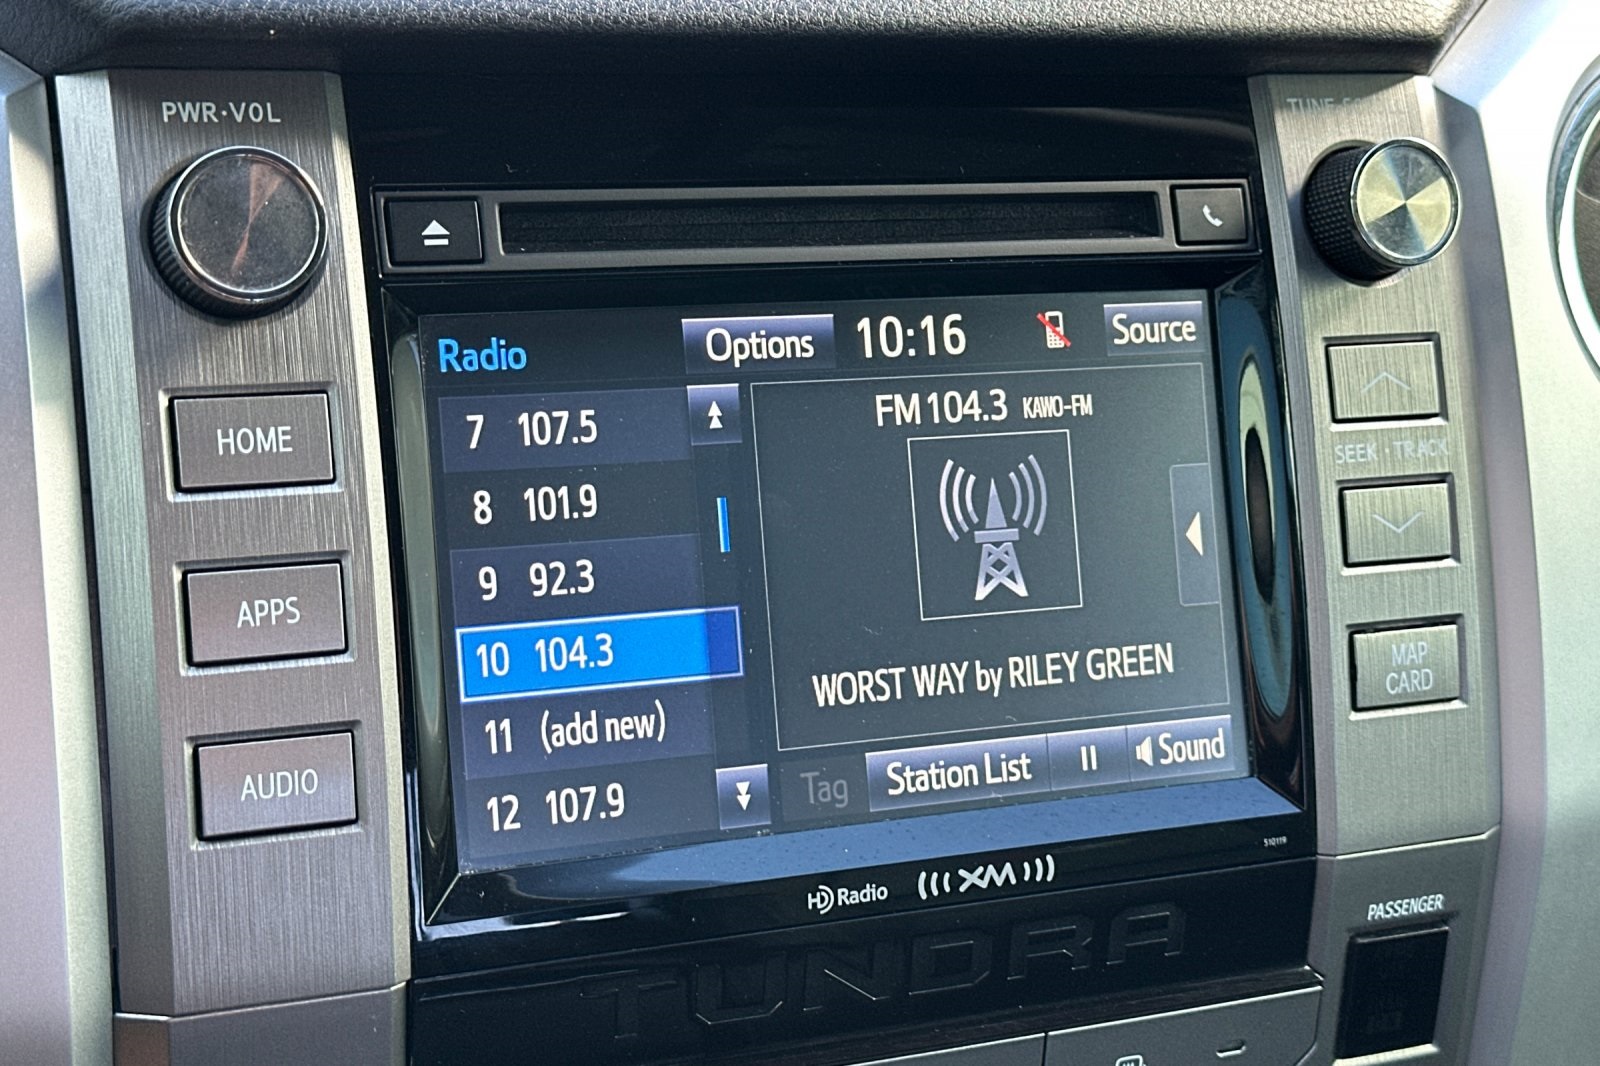 PWR·VOL
Radio
Options
10:16
Source
7 107.5
8 101.9
9 92.3
10 104.3
11 (add new)
12 107.9
FM 104.3 KAWO-FM
WORST WAY by RILEY GREEN
Tag
Station List
Sound
HOME
APPS
AUDIO
SEEK · TRACK
MAP
CARD
510119
HD Radio
XM
PASSENGER
TUNDRA